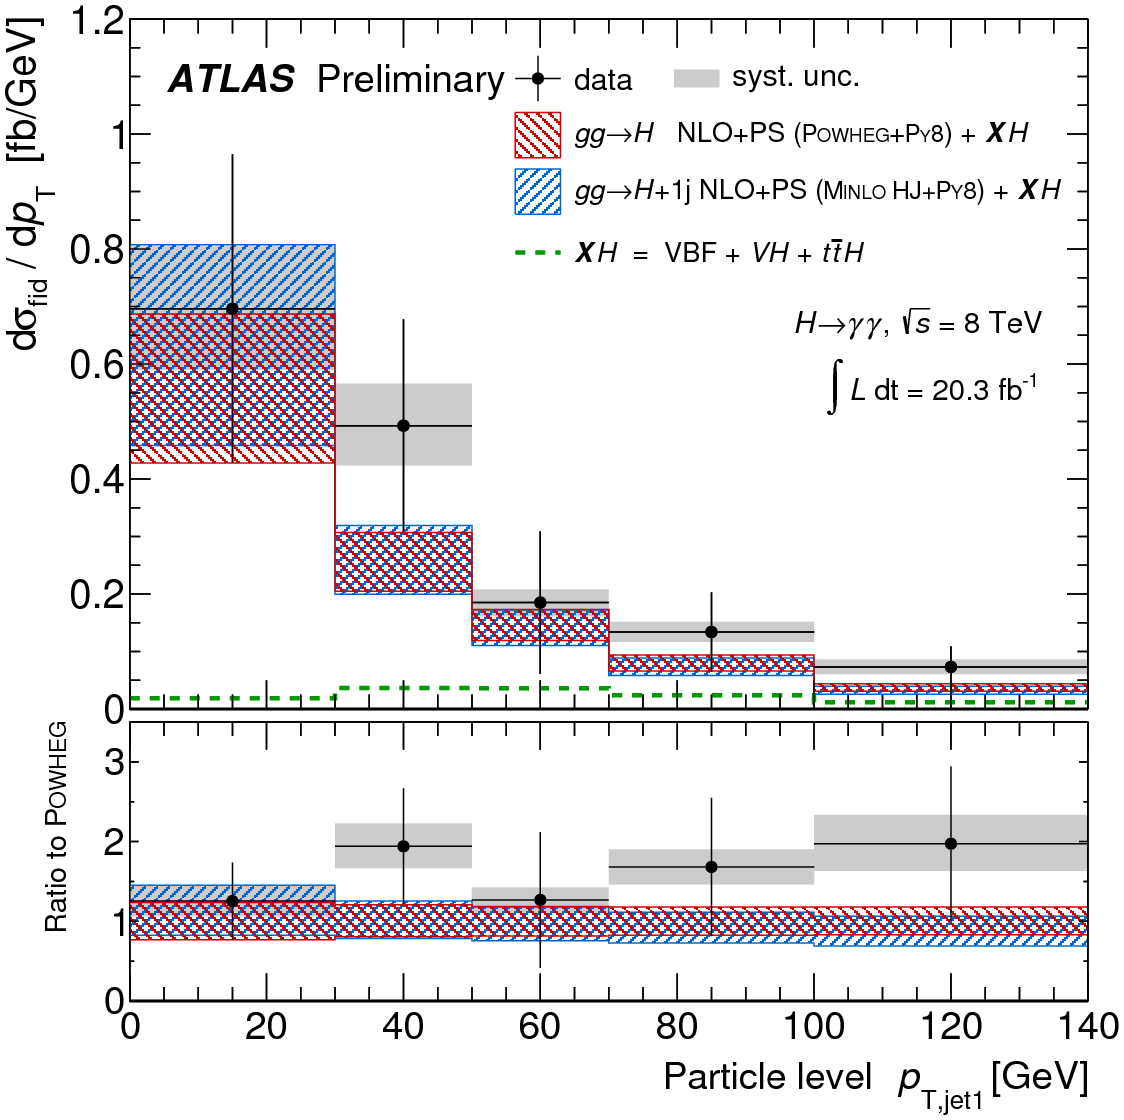 dσfid / dpT [fb/GeV]
1.2
1
0.8
0.6
0.4
0.2
0
ATLAS Preliminary
data
syst. unc.
gg→H NLO+PS (POWHEG+PY8) + XH
gg→H+1j NLO+PS (MINLO HJ+PY8) + XH
XH = VBF + VH + tt̄H
H→γγ, √s = 8 TeV
∫ L dt = 20.3 fb-1
Ratio to POWHEG
3
2
1
0
0 20 40 60 80 100 120 140
Particle level pT,jet1 [GeV]